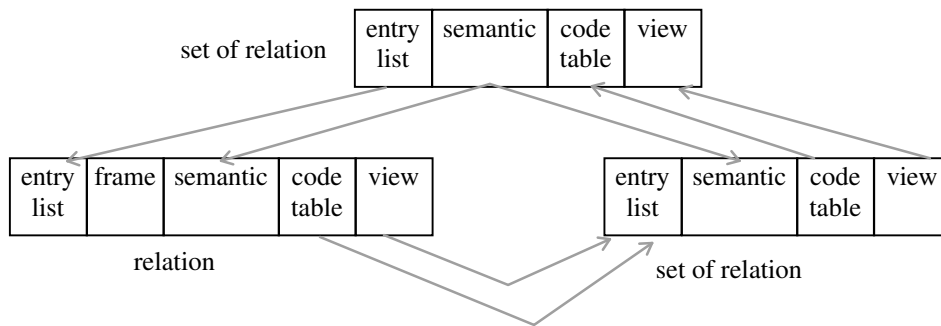 set of relation
entry semantic code view
list table
entry frame semantic code view
list table
relation
entry semantic code view
list table
set of relation